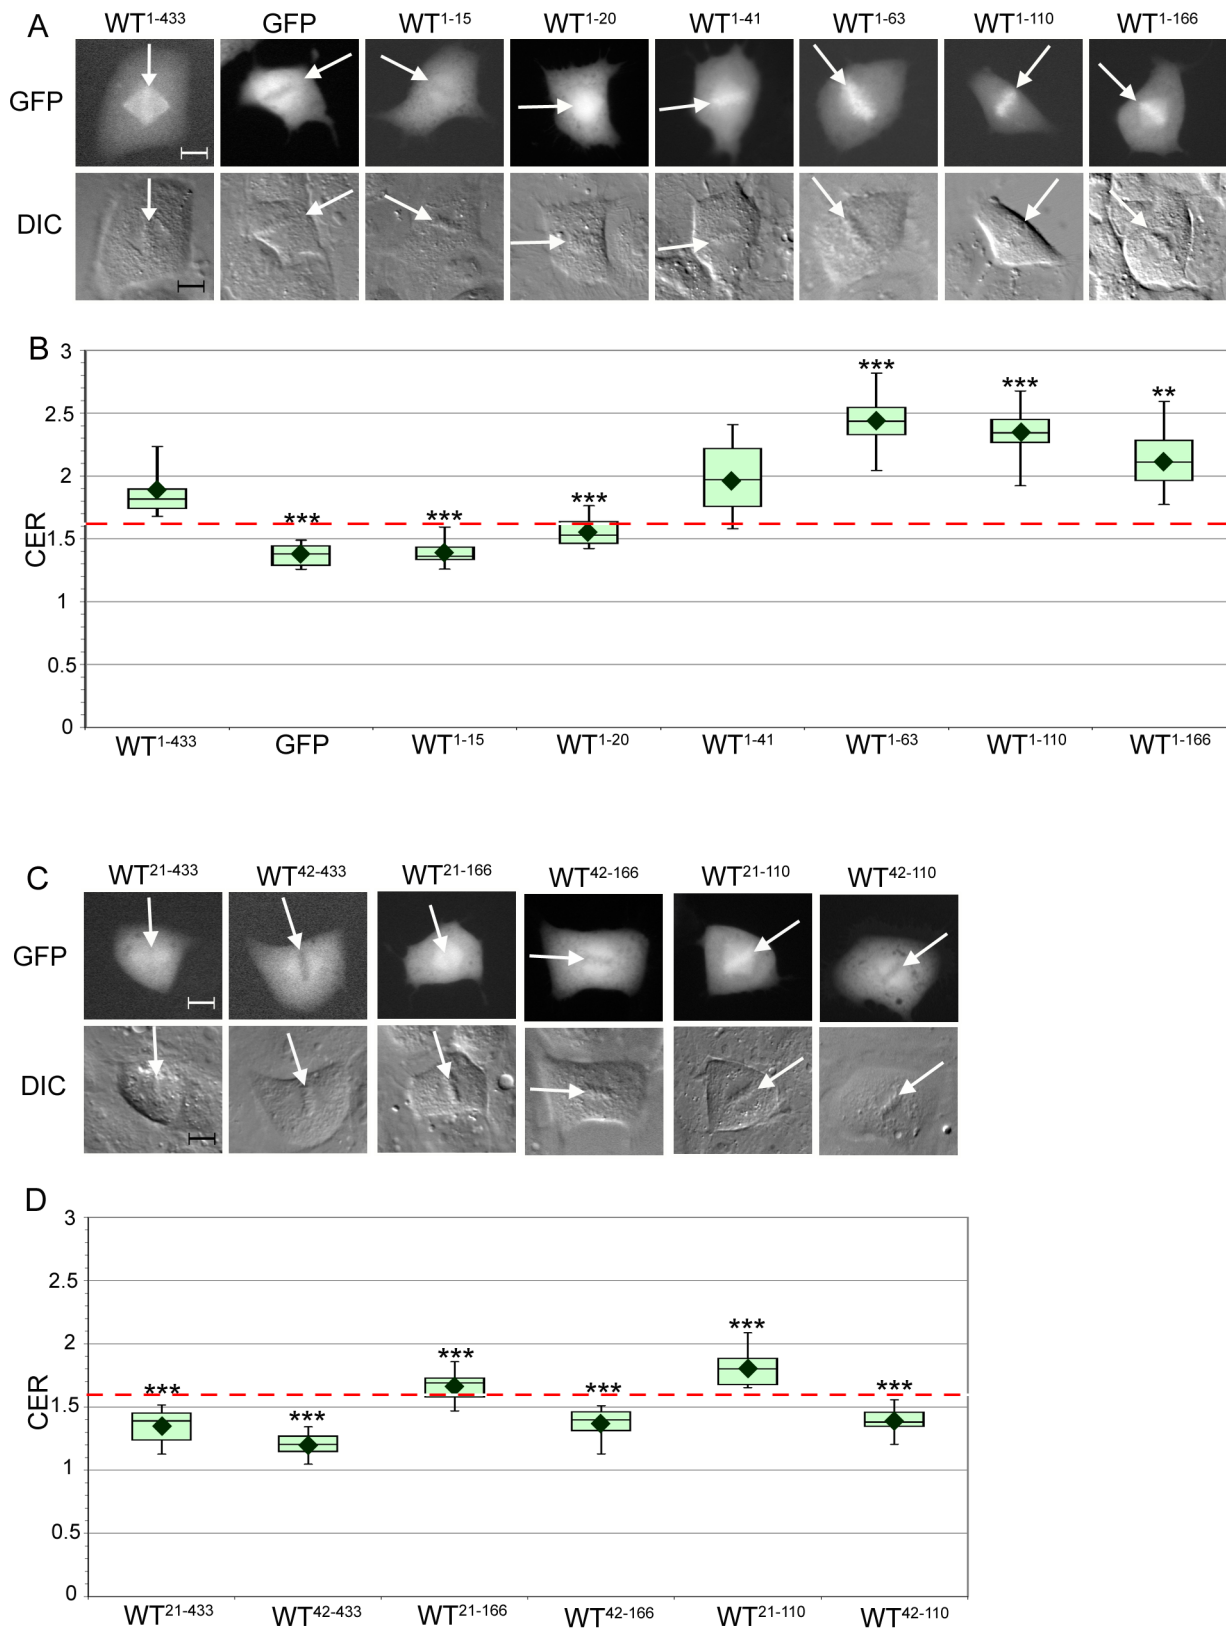 A WT1-433 GFP WT1-15 WT1-20 WT1-41 WT1-63 WT1-110 WT1-166
GFP
DIC
B
3
***
***
**
2.5
2
***
***
***
1.5
CER
1
0.5
0
WT1-433 GFP WT1-15 WT1-20 WT1-41 WT1-63 WT1-110 WT1-166
C WT21-433 WT42-433 WT21-166 WT42-166 WT21-110 WT42-110
GFP
DIC
D
3
2.5
2
***
***
***
***
***
***
1.5
CER
1
0.5
0
WT21-433 WT42-433 WT21-166 WT42-166 WT21-110 WT42-110